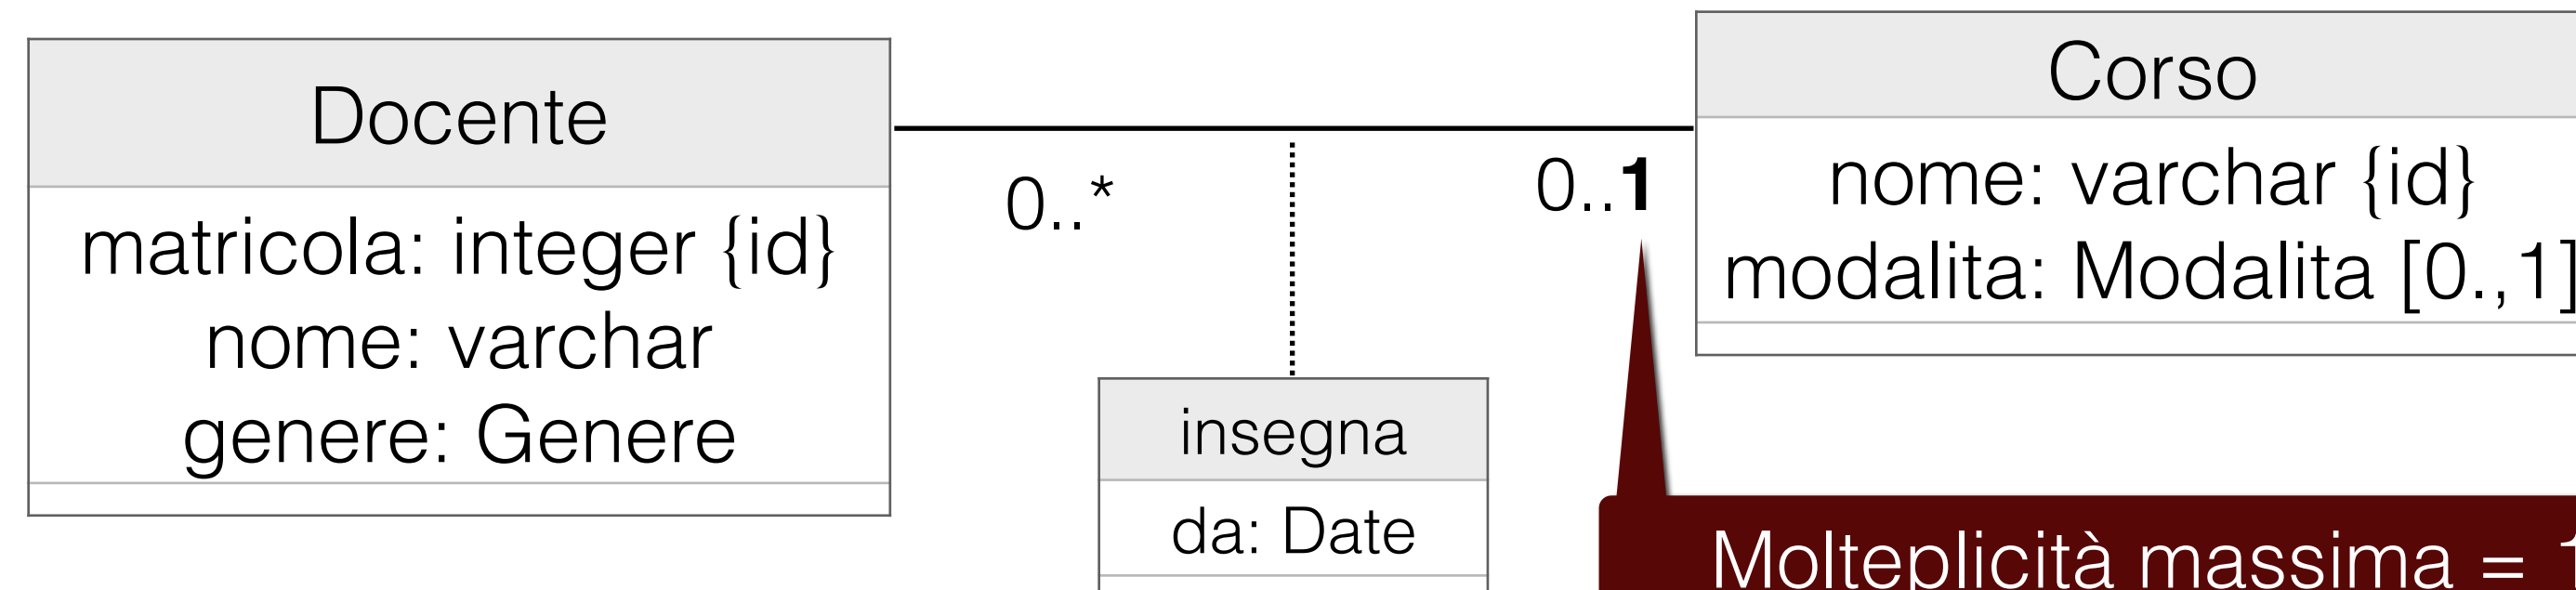 Docente
matricola: integer {id}
nome: varchar
genere: Genere
0..*
0..1
Corso
nome: varchar {id}
modalita: Modalita [0.,1]
insegna
da: Date
Molteplicità massima = 1